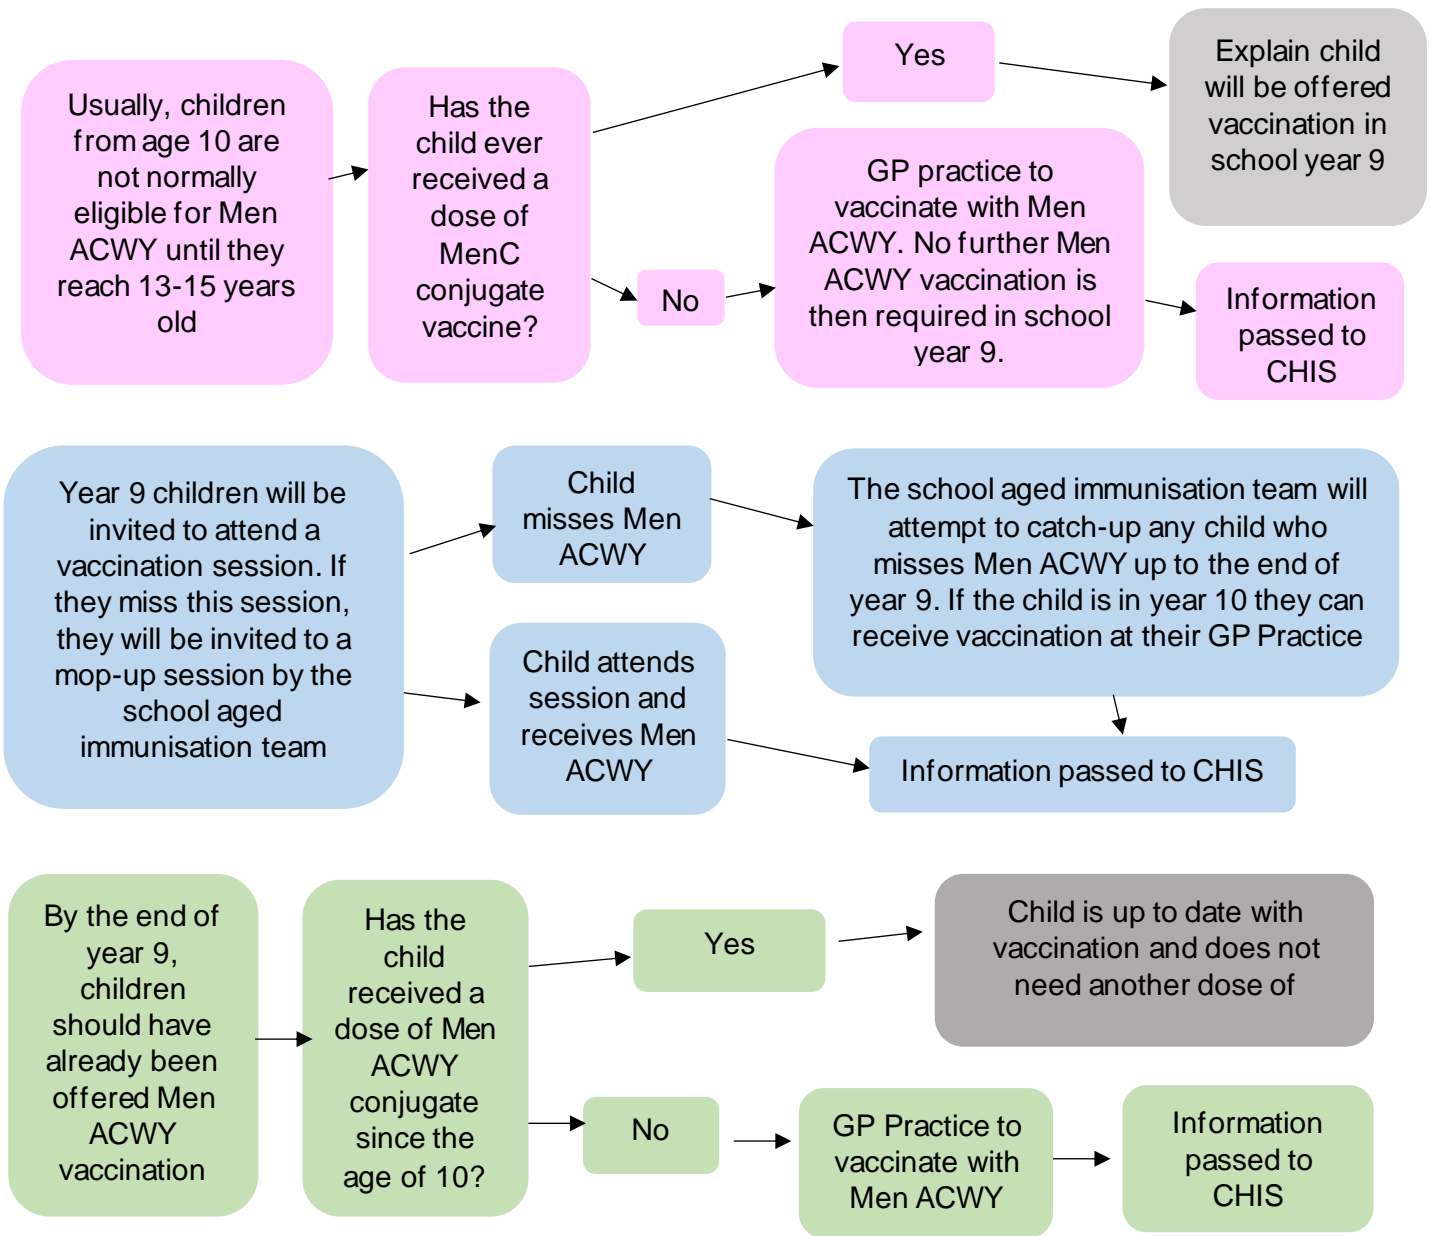 Usually, children
from age 10 are
not normally
eligible for Men
ACWY until they
reach 13-15 years
old
Has the
child ever
received a
dose of
MenC
conjugate
vaccine?
Yes
Explain child
will be offered
vaccination in
school year 9
No
GP practice to
vaccinate with Men
ACWY. No further Men
ACWY vaccination is
then required in school
year 9.
Information
passed to
CHIS
Year 9 children will be
invited to attend a
vaccination session. If
they miss this session,
they will be invited to a
mop-up session by the
school aged
immunisation team
Child
misses Men
ACWY
The school aged immunisation team will
attempt to catch-up any child who
misses Men ACWY up to the end of
year 9. If the child is in year 10 they can
receive vaccination at their GP Practice
Child attends
session and
receives Men
ACWY
Information passed to CHIS
By the end of
year 9,
children
should have
already been
offered Men
ACWY
vaccination
Has the
child
received a
dose of Men
ACWY
conjugate
since the
age of 10?
Yes
Child is up to date with
vaccination and does not
need another dose of
No
GP Practice to
vaccinate with
Men ACWY
Information
passed to
CHIS